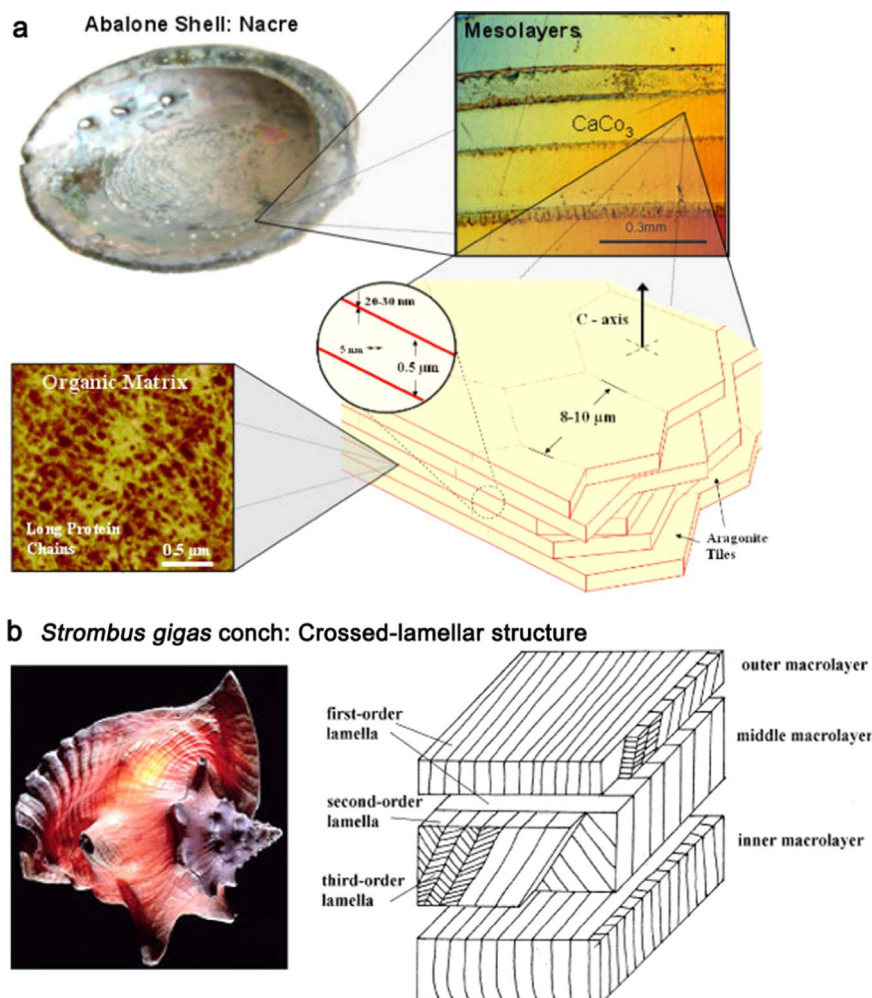 a
Abalone Shell: Nacre
Mesolayers
CaCo₃
0.3mm
20-30 nm
5 nm
0.5 µm
C - axis
8-10 µm
Organic Matrix
Long Protein
Chains
0.5 µm
Aragonite
Tiles
b Strombus gigas conch: Crossed-lamellar structure
outer macrolayer
first-order
lamella
middle macrolayer
second-order
lamella
inner macrolayer
third-order
lamella